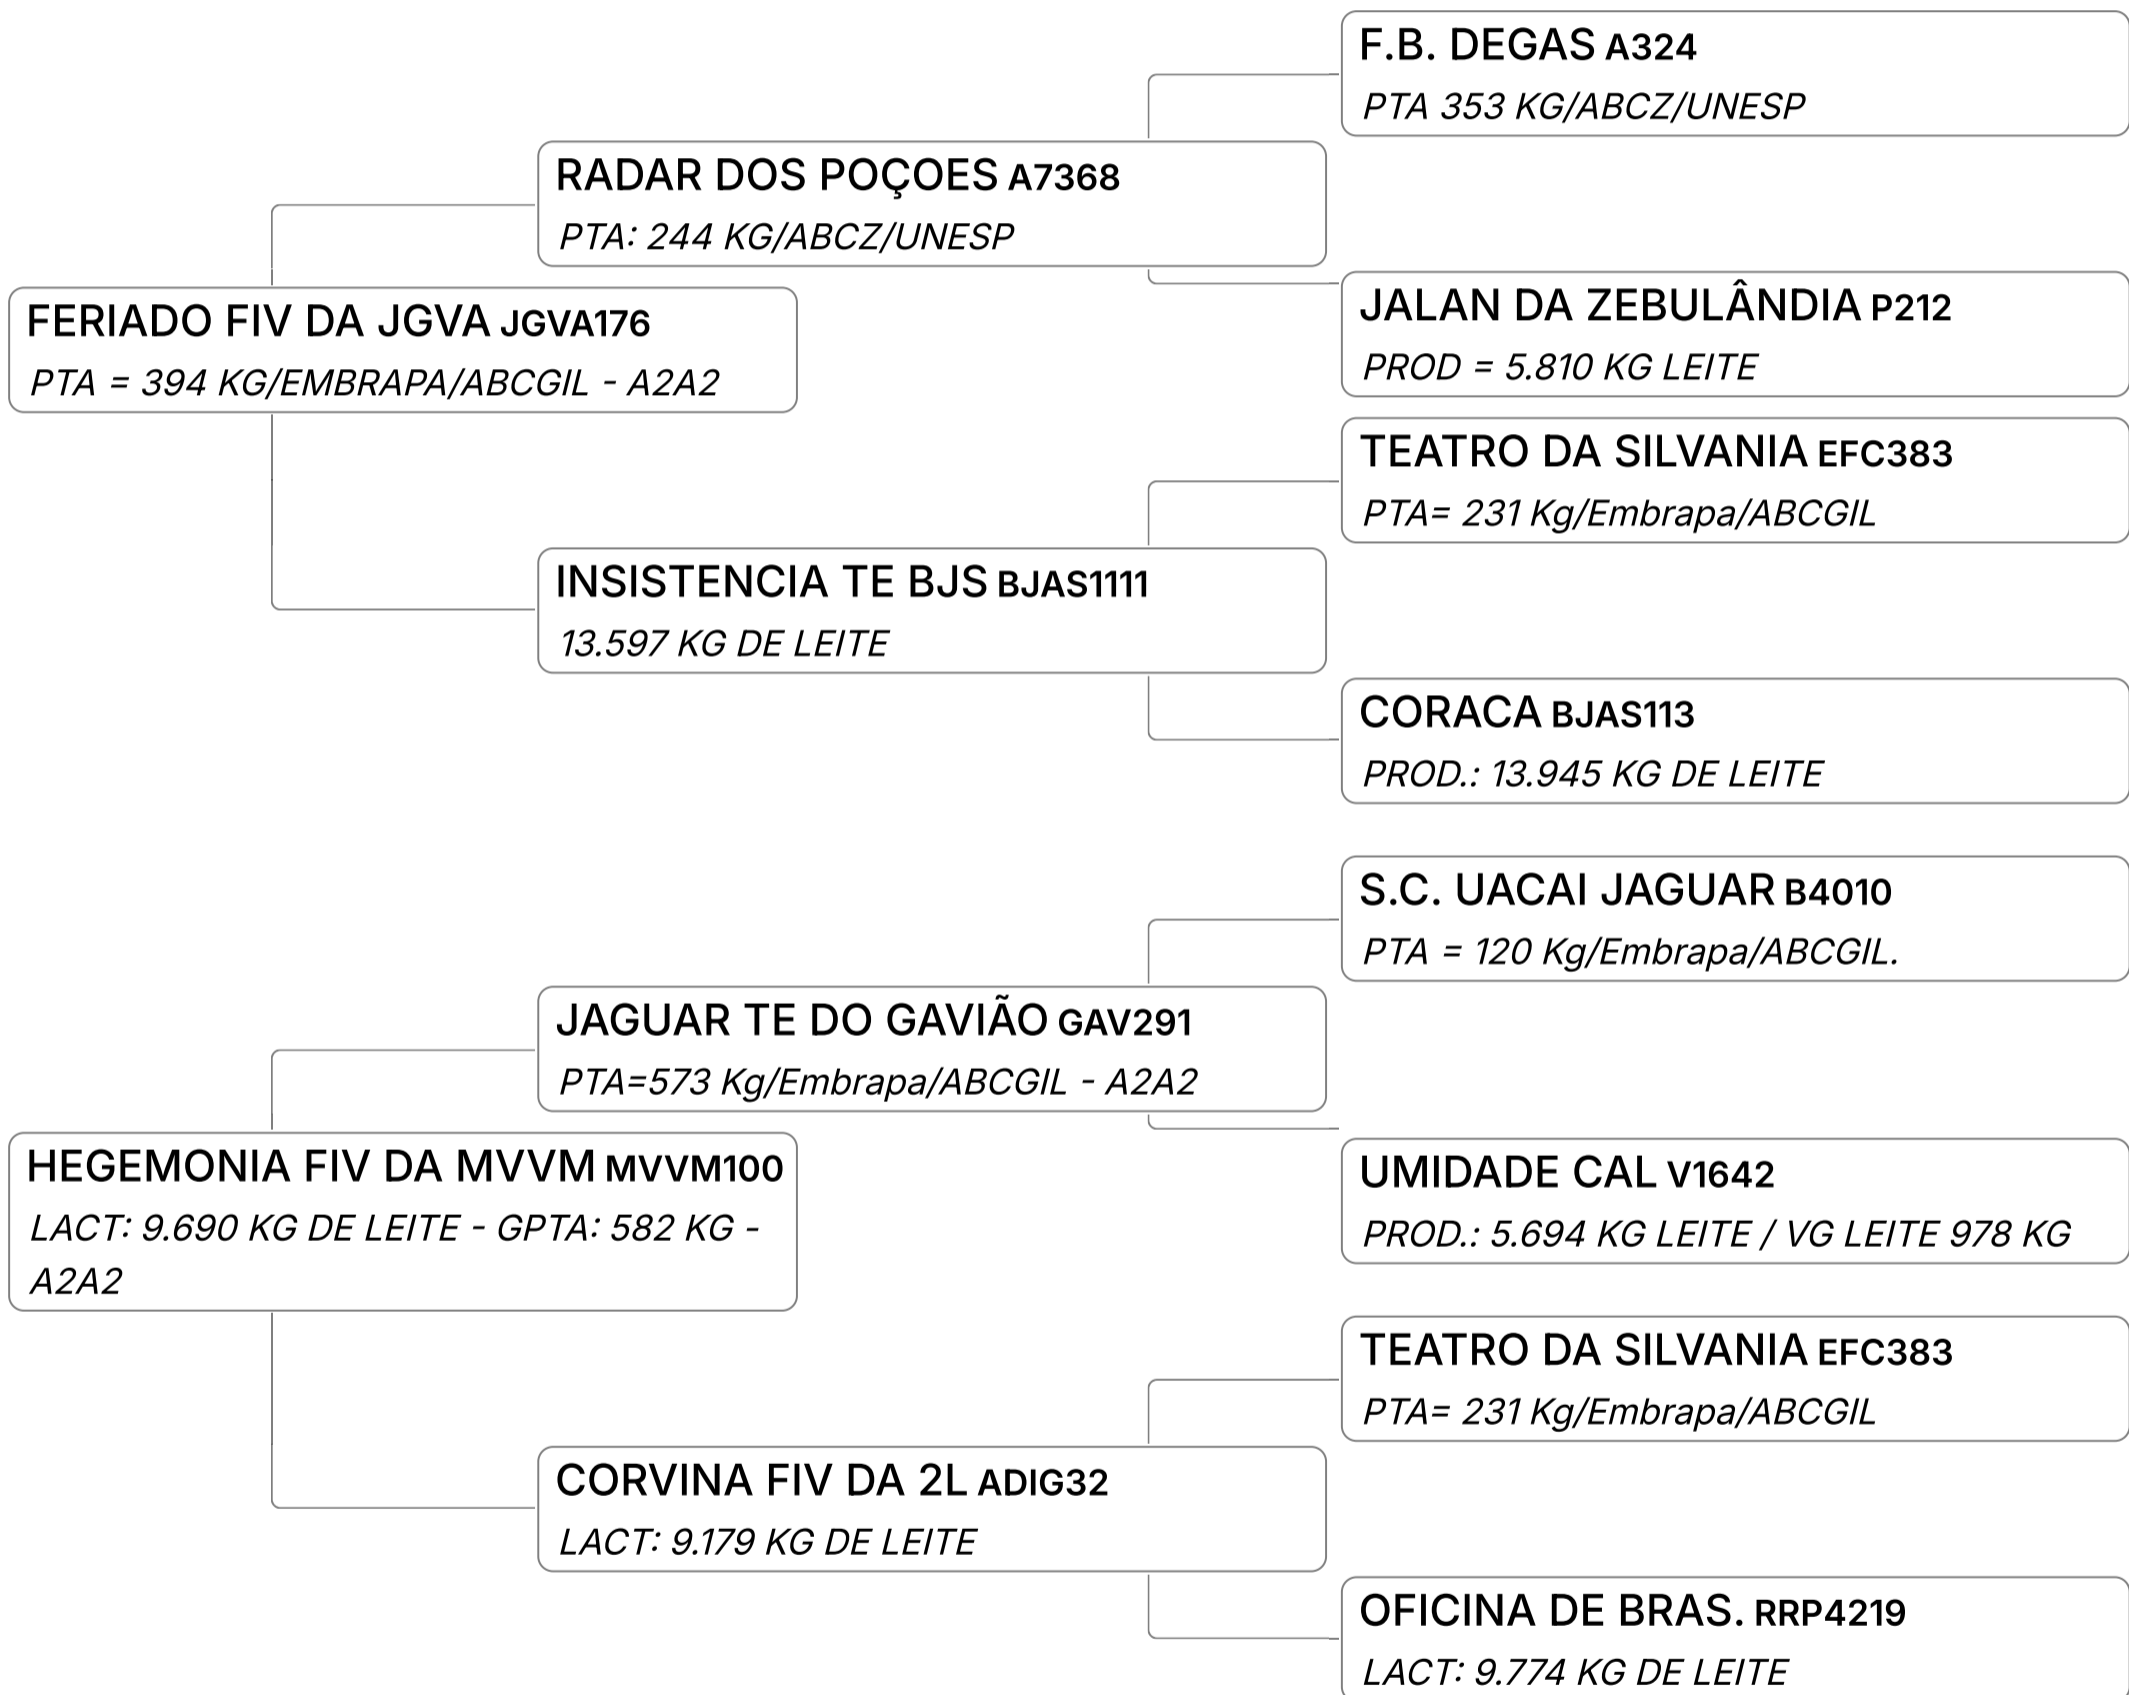 F.B. DEGAS A324
PTA 353 KG/ABCZ/UNESP
RADAR DOS POÇOES A7368
PTA: 244 KG/ABCZ/UNESP
JALAN DA ZEBULÂNDIA P212
PROD = 5.810 KG LEITE
FERIADO FIV DA JGVA JGVA176
PTA = 394 KG/EMBRAPA/ABCGIL - A2A2
TEATRO DA SILVANIA EFC383
PTA= 231 Kg/Embrapa/ABCGIL
INSISTENCIA TE BJS BJAS1111
13.597 KG DE LEITE
CORACA BJAS113
PROD.: 13.945 KG DE LEITE
S.C. UACAI JAGUAR B4010
PTA = 120 Kg/Embrapa/ABCGIL.
JAGUAR TE DO GAVIÃO GAV291
PTA=573 Kg/Embrapa/ABCGIL - A2A2
UMIDADE CAL V1642
PROD.: 5.694 KG LEITE / VG LEITE 978 KG
HEGEMONIA FIV DA MVVM MVVM100
LACT: 9.690 KG DE LEITE - GPTA: 582 KG -
A2A2
TEATRO DA SILVANIA EFC383
PTA= 231 Kg/Embrapa/ABCGIL
CORVINA FIV DA 2L ADIG32
LACT: 9.179 KG DE LEITE
OFICINA DE BRAS. RRP4219
LACT: 9.774 KG DE LEITE